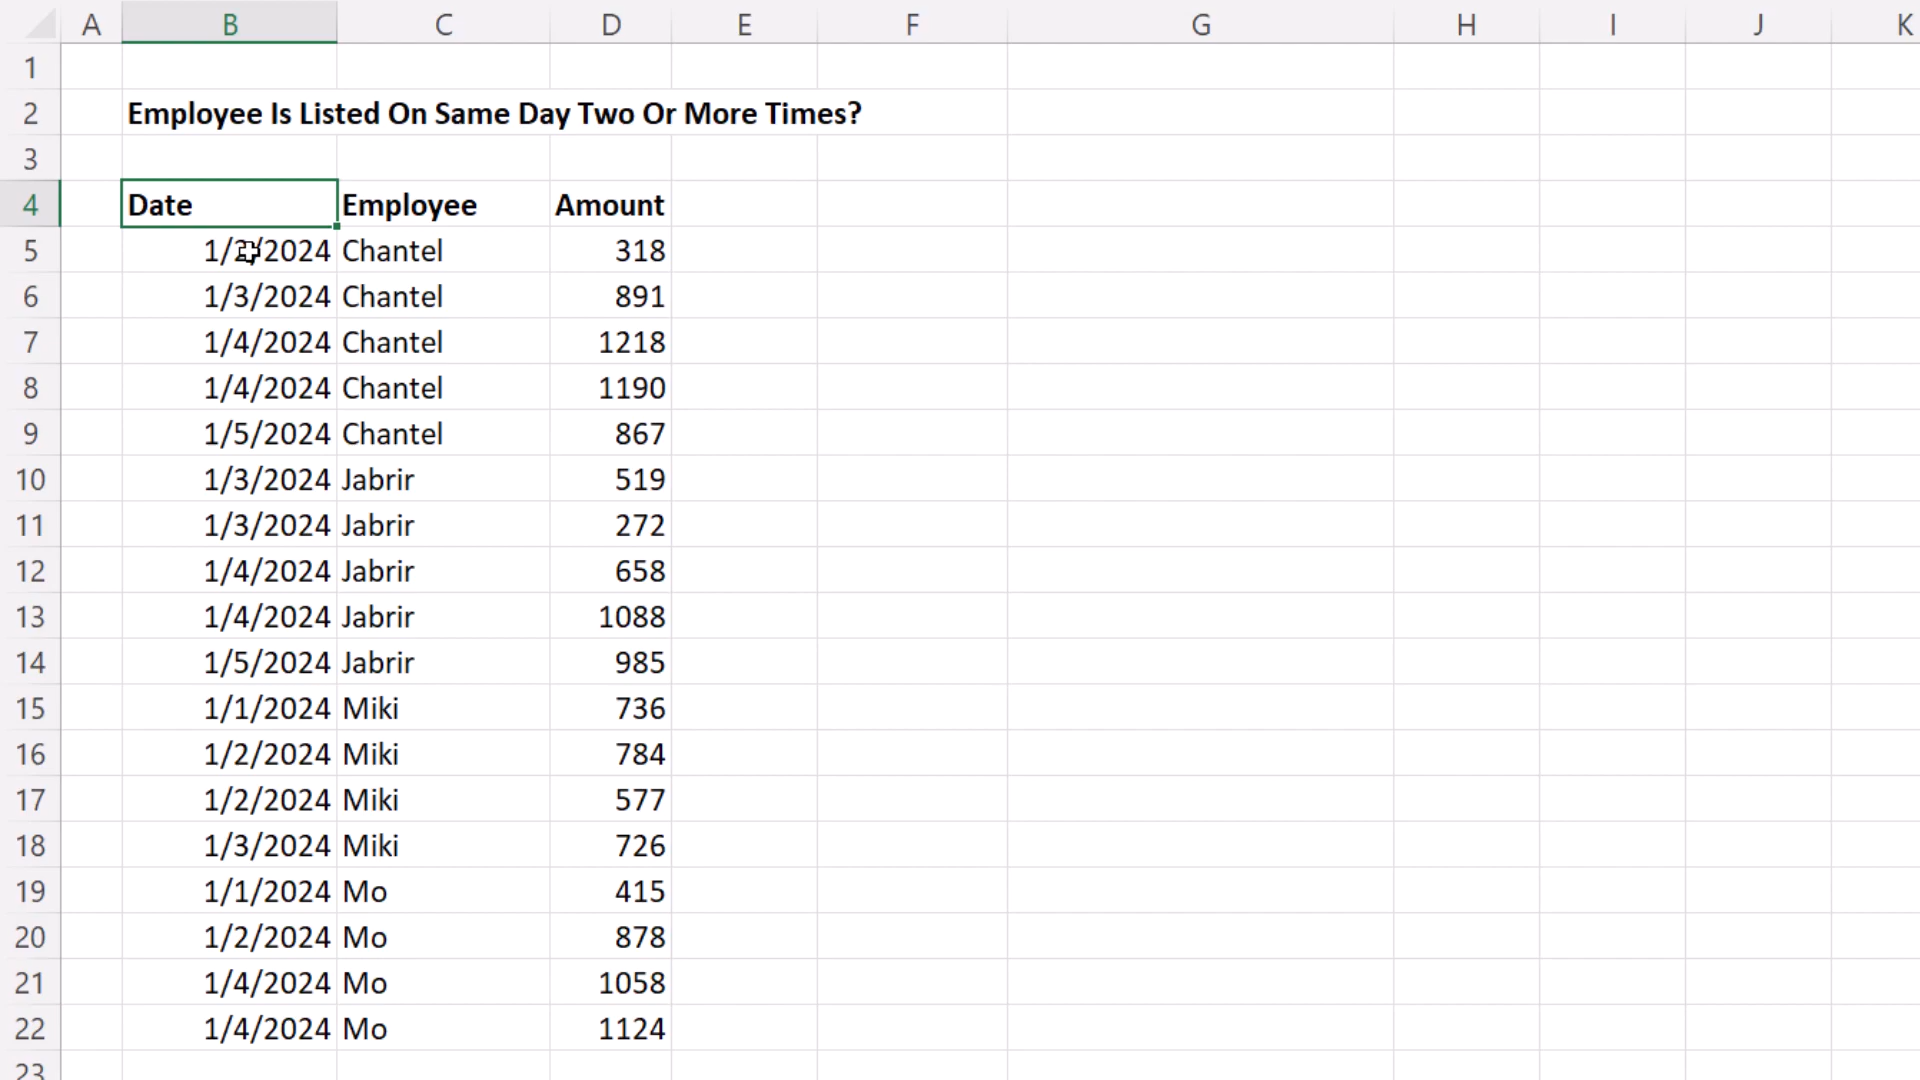 A B C D E F G H I J K
1
2 Employee Is Listed On Same Day Two Or More Times?
3
4 Date Employee Amount
5 1/2/2024 Chantel 318
6 1/3/2024 Chantel 891
7 1/4/2024 Chantel 1218
8 1/4/2024 Chantel 1190
9 1/5/2024 Chantel 867
10 1/3/2024 Jabrir 519
11 1/3/2024 Jabrir 272
12 1/4/2024 Jabrir 658
13 1/4/2024 Jabrir 1088
14 1/5/2024 Jabrir 985
15 1/1/2024 Miki 736
16 1/2/2024 Miki 784
17 1/2/2024 Miki 577
18 1/3/2024 Miki 726
19 1/1/2024 Mo 415
20 1/2/2024 Mo 878
21 1/4/2024 Mo 1058
22 1/4/2024 Mo 1124
23